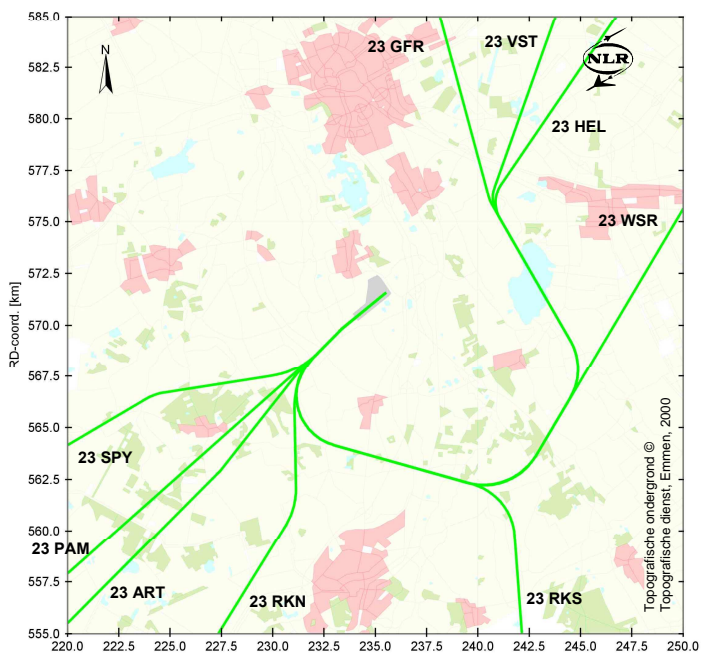 585.0
582.5
580.0
577.5
575.0
572.5
570.0
567.5
565.0
562.5
560.0
557.5
555.0
RD-coord. [km]
N
23 GFR
23 VST
NLR
23 HEL
23 WSR
23 SPY
23 PAM
23 ART
23 RKN
23 RKS
Topografische ondergrond ©
Topografische dienst, Emmen, 2000
220.0 222.5 225.0 227.5 230.0 232.5 235.0 237.5 240.0 242.5 245.0 247.5 250.0